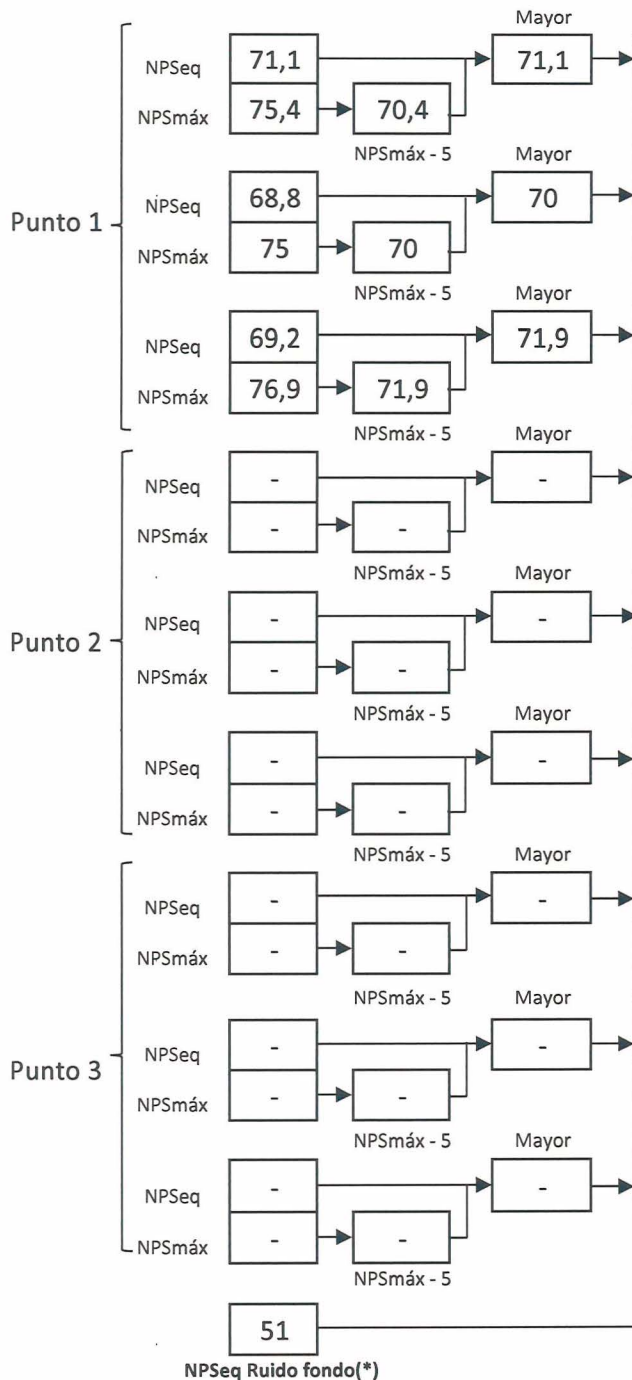 Mayor
NPSeq 71,1 71,1
NPSmáx 75,4 70,4
NPSmáx - 5
Mayor
NPSeq 68,8 70
Punto 1
NPSmáx 75 70
NPSmáx - 5
Mayor
NPSeq 69,2 71,9
NPSmáx 76,9 71,9
NPSmáx - 5
Mayor
NPSeq - -
NPSmáx - -
NPSmáx - 5
Mayor
NPSeq - -
Punto 2
NPSmáx - -
NPSmáx - 5
Mayor
NPSeq - -
NPSmáx - -
NPSmáx - 5
Mayor
NPSeq - -
NPSmáx - -
NPSmáx - 5
Mayor
NPSeq - -
Punto 3
NPSmáx - -
NPSmáx - 5
Mayor
NPSeq - -
NPSmáx - -
NPSmáx - 5
51
NPSeq Ruido fondo(*)